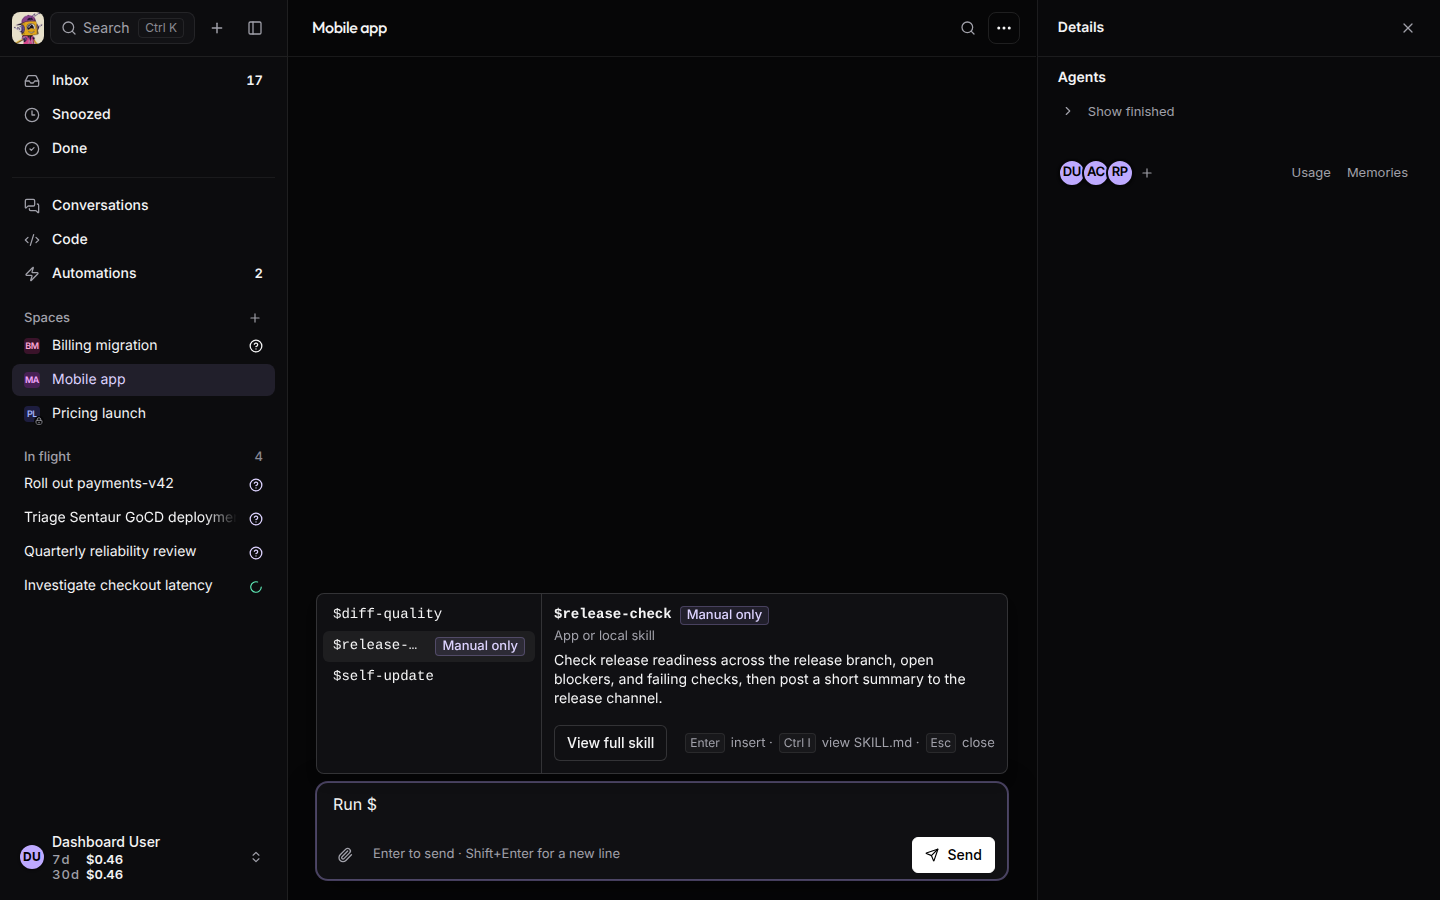 Search Ctrl K
Mobile app
Details
Inbox 17
Snoozed
Done
Conversations
Code
Automations 2
Spaces
BM Billing migration
MA Mobile app
PL Pricing launch
In flight 4
Roll out payments-v42
Triage Sentaur GoCD deployme
Quarterly reliability review
Investigate checkout latency
DU Dashboard User
7d $0.46
30d $0.46
$diff-quality
$release-… Manual only
$self-update
$release-check Manual only
App or local skill
Check release readiness across the release branch, open
blockers, and failing checks, then post a short summary to the
release channel.
View full skill Enter insert · Ctrl I view SKILL.md · Esc close
Run $
Enter to send · Shift+Enter for a new line
Send
Agents
Show finished
DU AC RP Usage Memories